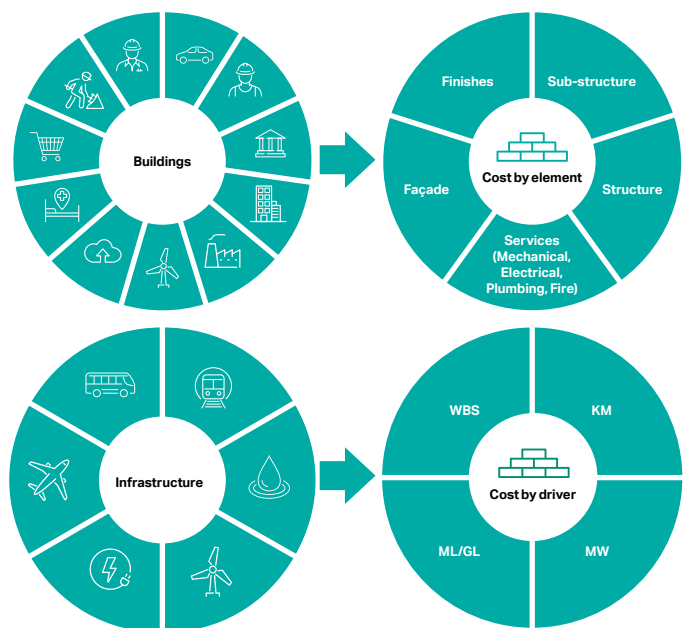 Buildings
Finishes
Sub-structure
Façade
Cost by element
Structure
Services
(Mechanical,
Electrical,
Plumbing, Fire)
Infrastructure
WBS
KM
Cost by driver
ML/GL
MW